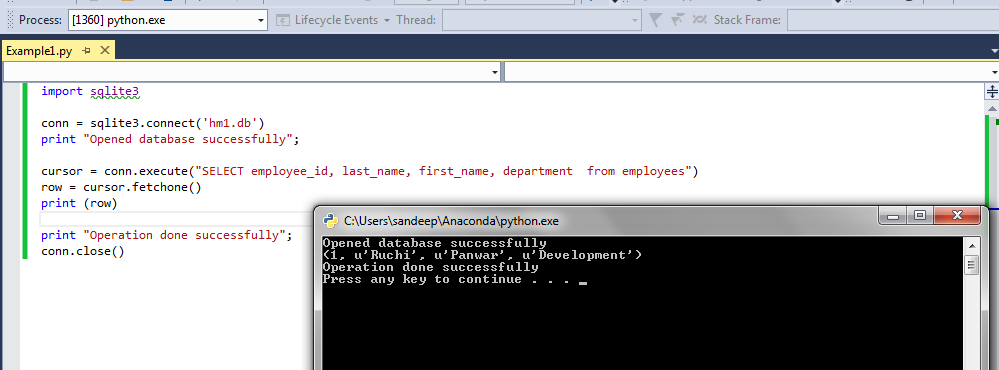 Process: [1360] python.exe Lifecycle Events Thread: Stack Frame:
Example1.py
import sqlite3
conn = sqlite3.connect('hm1.db')
print "Opened database successfully";
cursor = conn.execute("SELECT employee_id, last_name, first_name, department  from employees")
row = cursor.fetchone()
print (row)
print "Operation done successfully";
conn.close()
C:\Users\sandeep\Anaconda\python.exe
Opened database successfully
(1, u'Ruchi', u'Panwar', u'Development')
Operation done successfully
Press any key to continue . . .